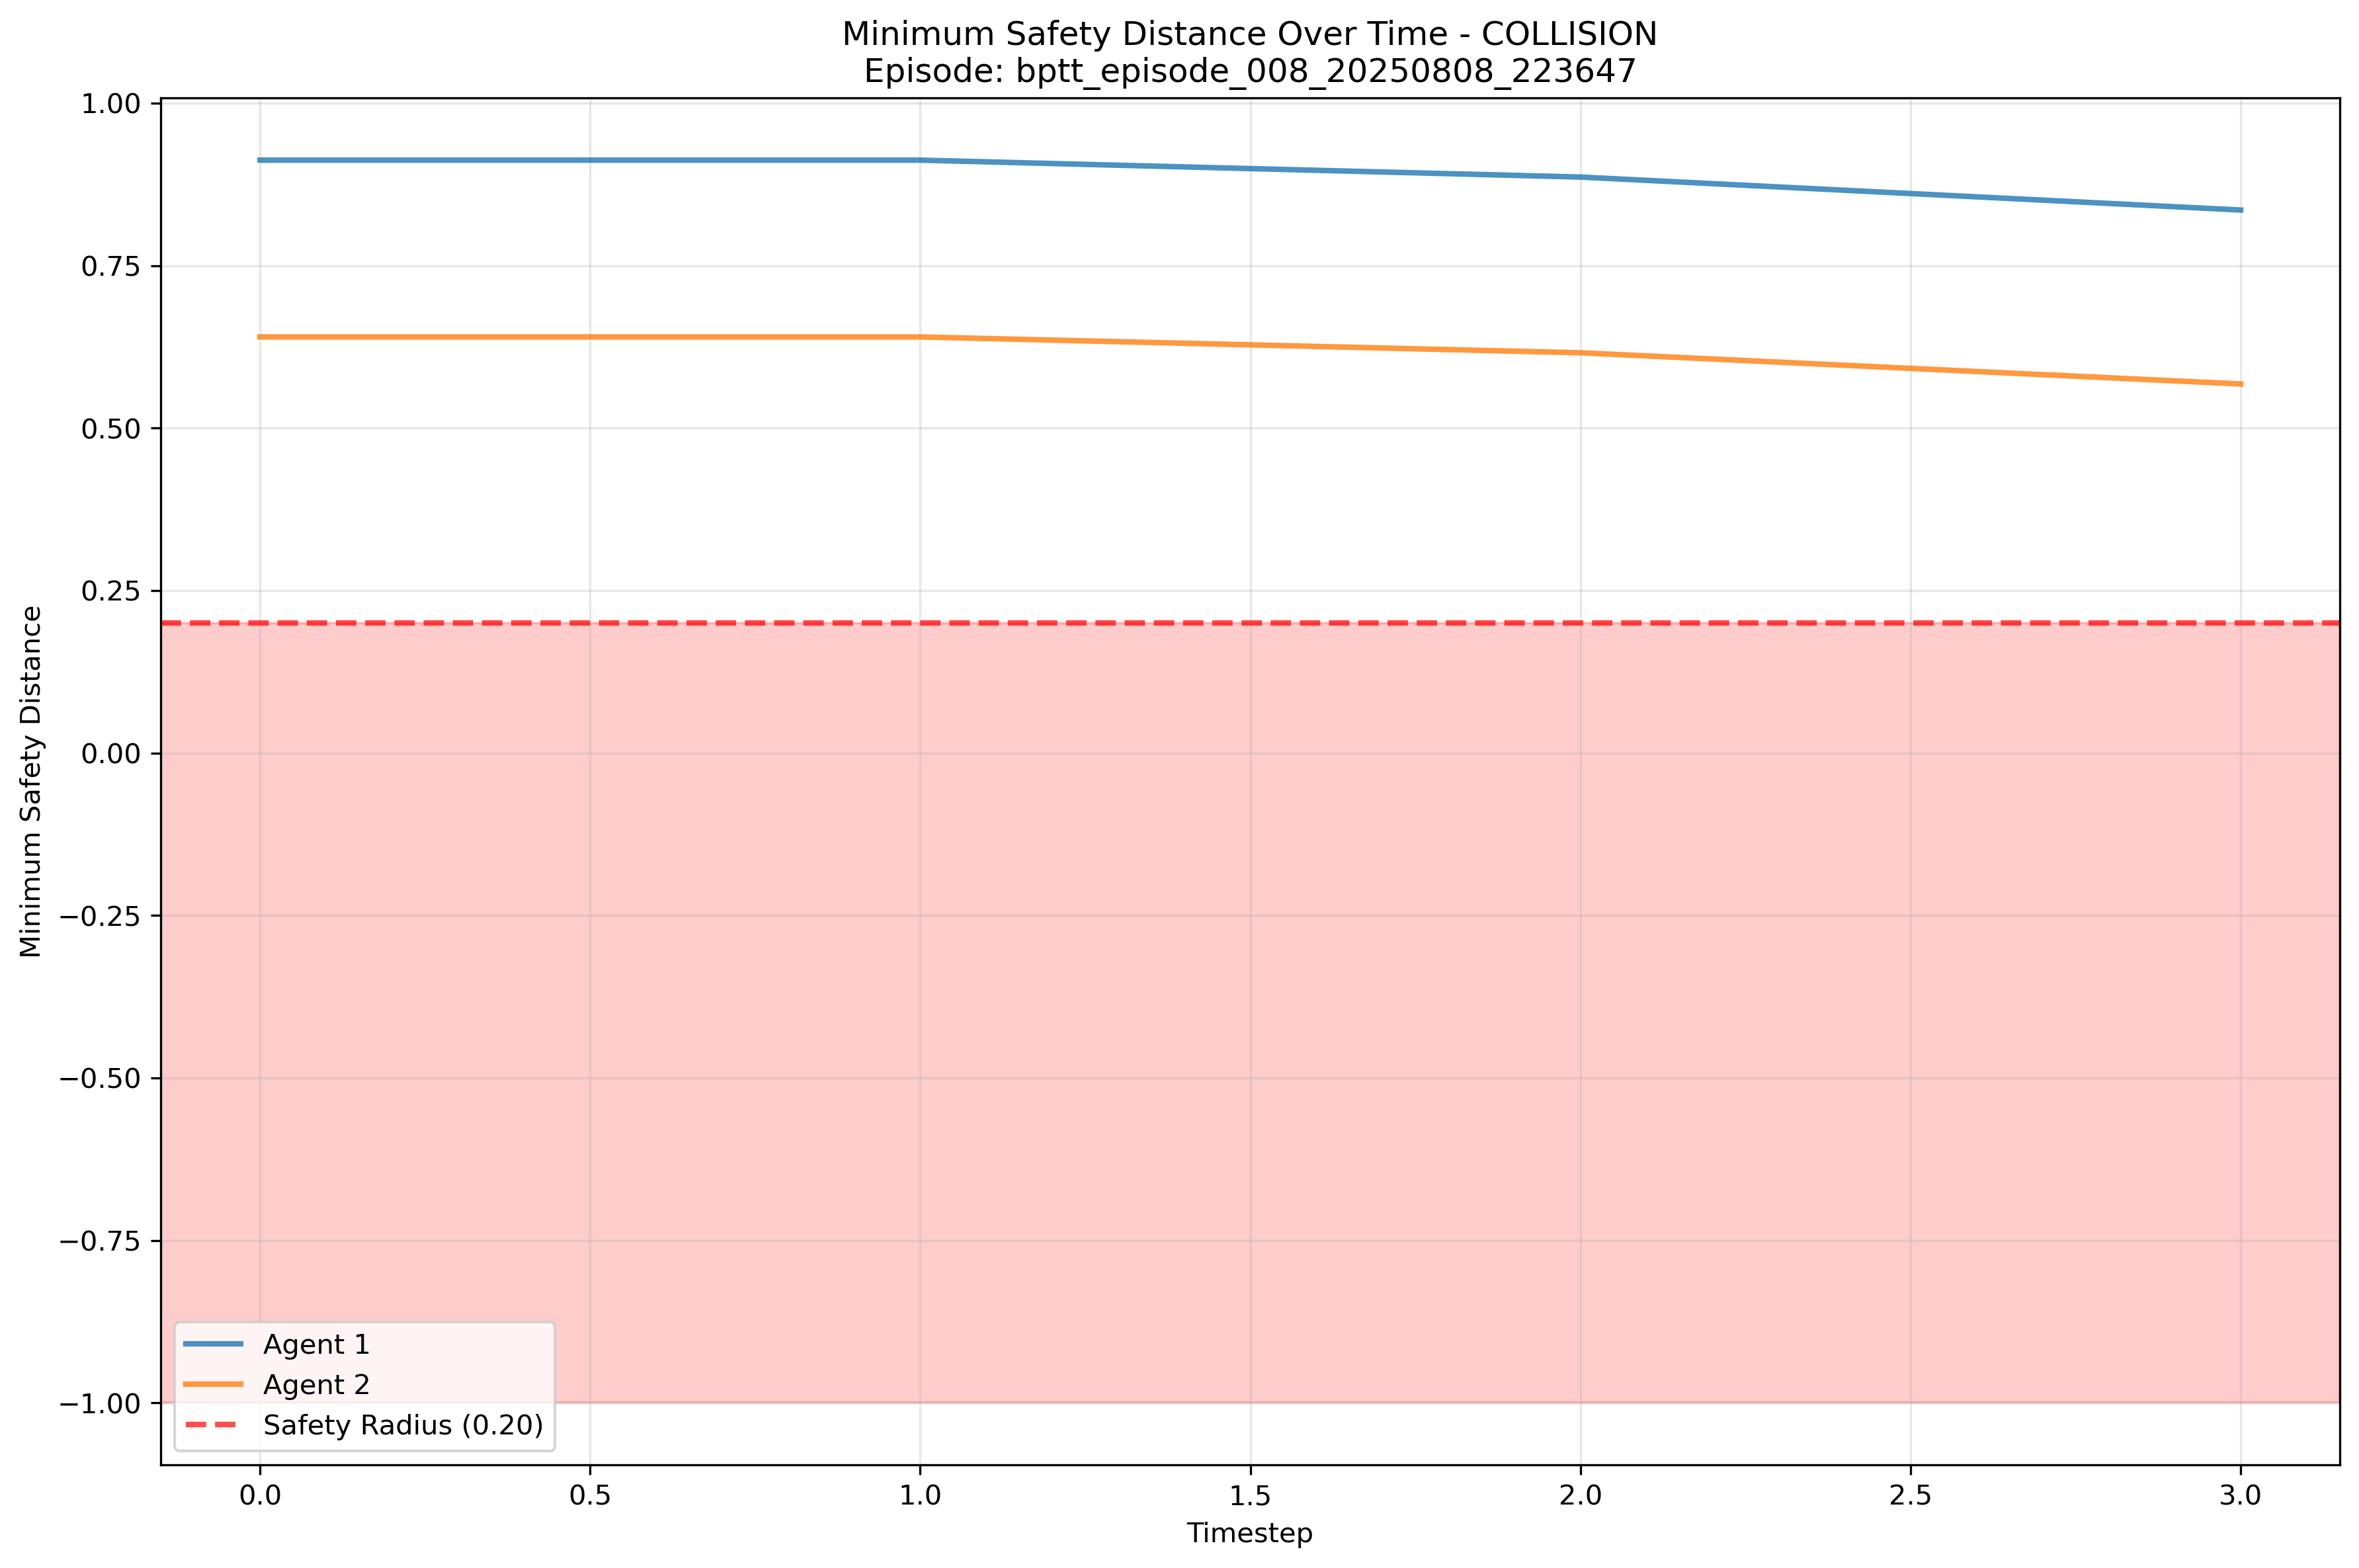 Minimum Safety Distance Over Time - COLLISION
Episode: bptt_episode_008_20250808_223647
Minimum Safety Distance
1.00
0.75
0.50
0.25
0.00
−0.25
−0.50
−0.75
−1.00
Agent 1
Agent 2
Safety Radius (0.20)
0.0
0.5
1.0
1.5
2.0
2.5
3.0
Timestep